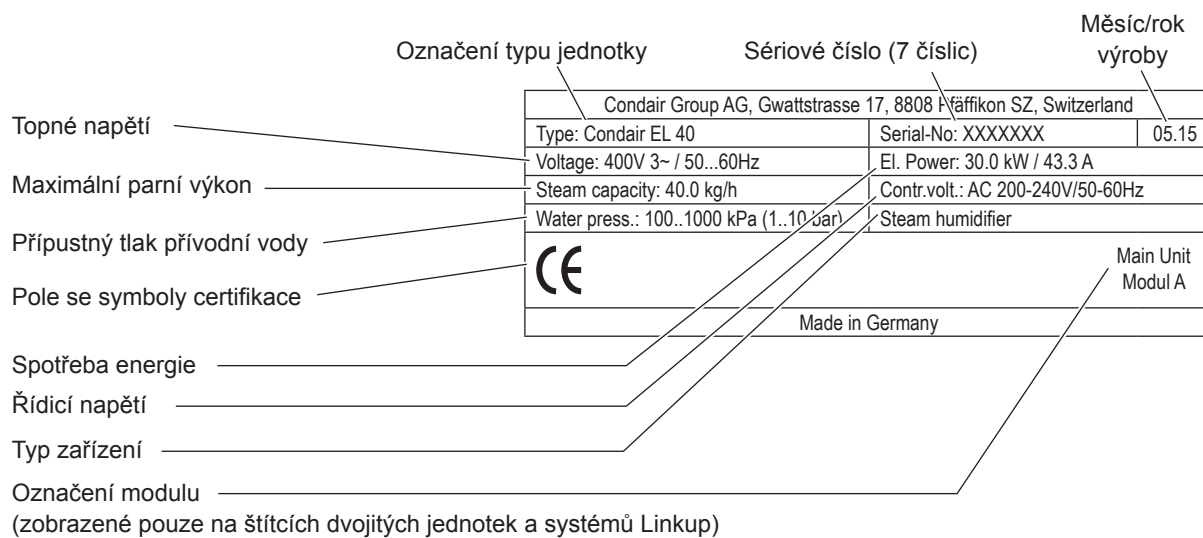 Měsíc/rok
výroby
Označení typu jednotky
Sériové číslo (7 číslic)
Condair Group AG, Gwattstrasse 17, 8808 Pfäffikon SZ, Switzerland
Type: Condair EL 40
Serial-No: XXXXXXX
05.15
Voltage: 400V 3~ / 50...60Hz
El. Power: 30.0 kW / 43.3 A
Steam capacity: 40.0 kg/h
Contr.volt.: AC 200-240V/50-60Hz
Water press.: 100..1000 kPa (1..10 bar)
Steam humidifier
CE
Main Unit
Modul A
Made in Germany
Topné napětí
Maximální parní výkon
Přípustný tlak přívodní vody
Pole se symboly certifikace
Spotřeba energie
Řídicí napětí
Typ zařízení
Označení modulu
(zobrazené pouze na štítcích dvojitých jednotek a systémů Linkup)